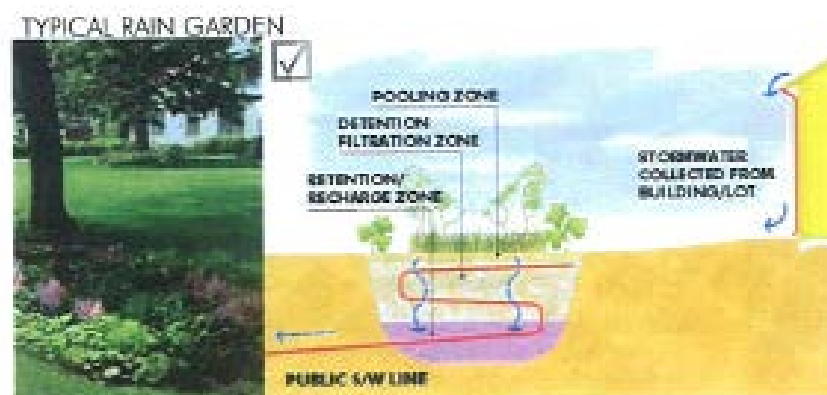 TYPICAL RAIN GARDEN
POOLING ZONE
DETENTION
FILTRATION ZONE
RETENTION/
RECHARGE ZONE
STORMWATER
COLLECTED FROM
BUILDING/LOT
PUBLIC S/W LINE